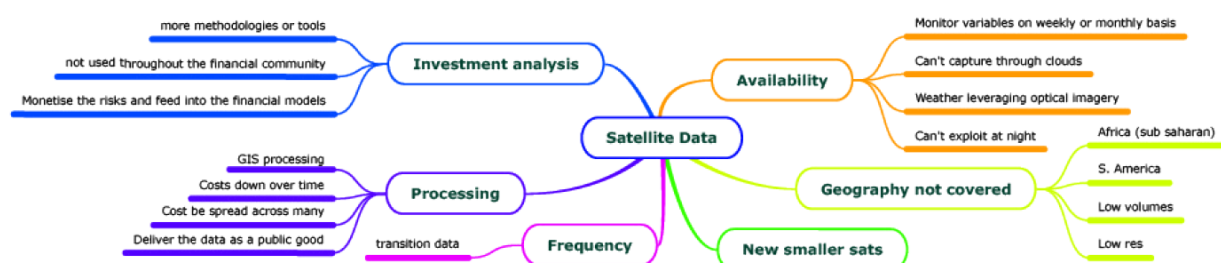 Satellite Data
Investment analysis
more methodologies or tools
not used throughout the financial community
Monetise the risks and feed into the financial models
Processing
GIS processing
Costs down over time
Cost be spread across many
Deliver the data as a public good
Frequency
transition data
New smaller sats
Availability
Monitor variables on weekly or monthly basis
Can't capture through clouds
Weather leveraging optical imagery
Can't exploit at night
Geography not covered
Africa (sub saharan)
S. America
Low volumes
Low res